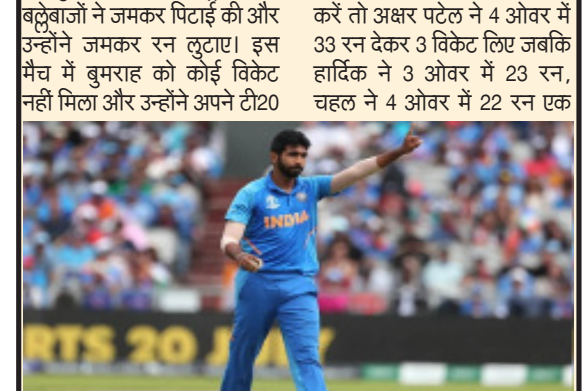 बल्लेबाजों ने जमकर पिटाई की और
उन्होंने जमकर रन लुटाए। इस
मैच में बुमराह को कोई विकेट
नहीं मिला और उन्होंने अपने टी20
करें तो अक्षर पटेल ने 4 ओवर में
33 रन देकर 3 विकेट लिए जबकि
हार्दिक ने 3 ओवर में 23 रन,
चहल ने 4 ओवर में 22 रन एक
INDIA
RTS 20 J